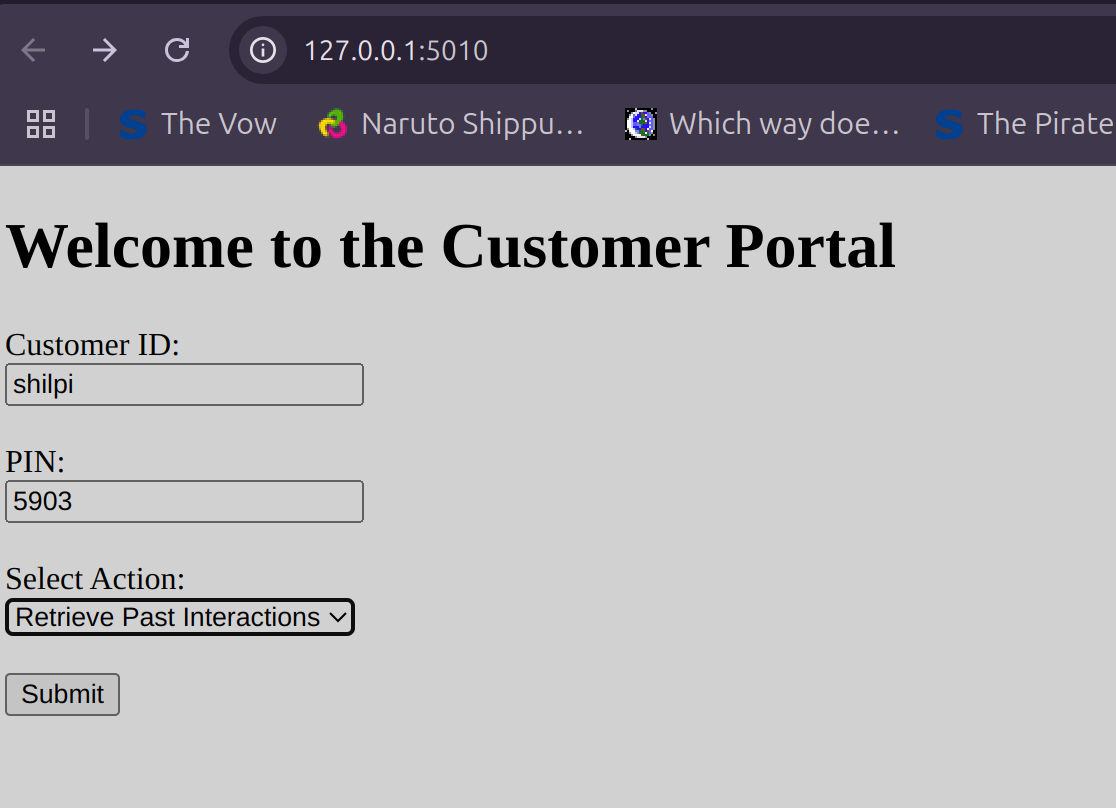 127.0.0.1:5010
The Vow Naruto Shippu... Which way doe... The Pirate
Welcome to the Customer Portal
Customer ID:
shilpi
PIN:
5903
Select Action:
Retrieve Past Interactions
Submit